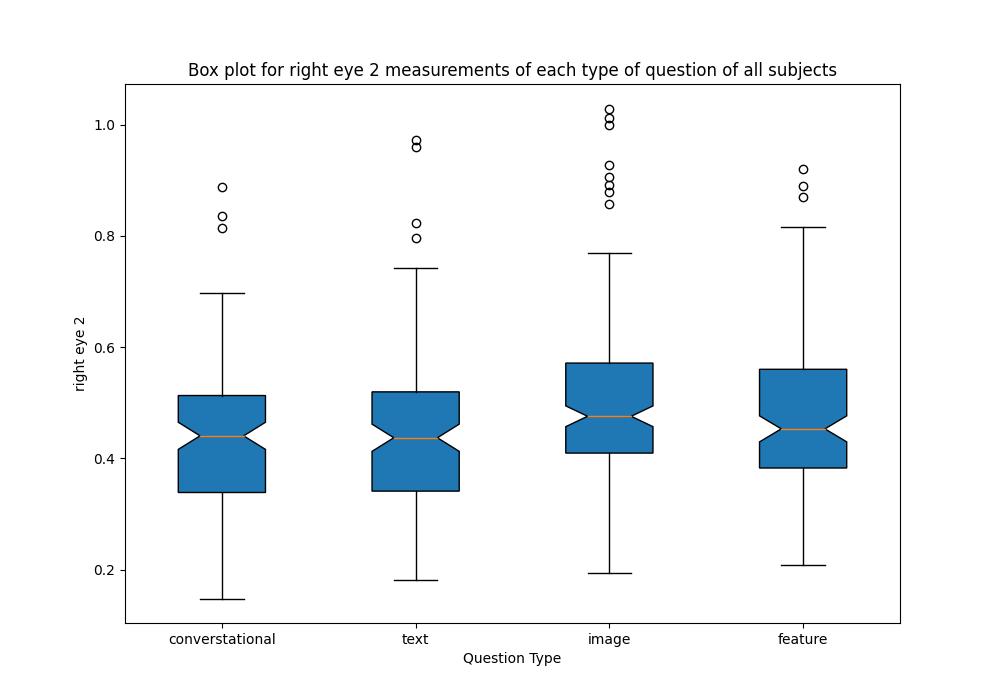 Box plot for right eye 2 measurements of each type of question of all subjects
right eye 2
1.0
0.8
0.6
0.4
0.2
converstational
text
image
feature
Question Type